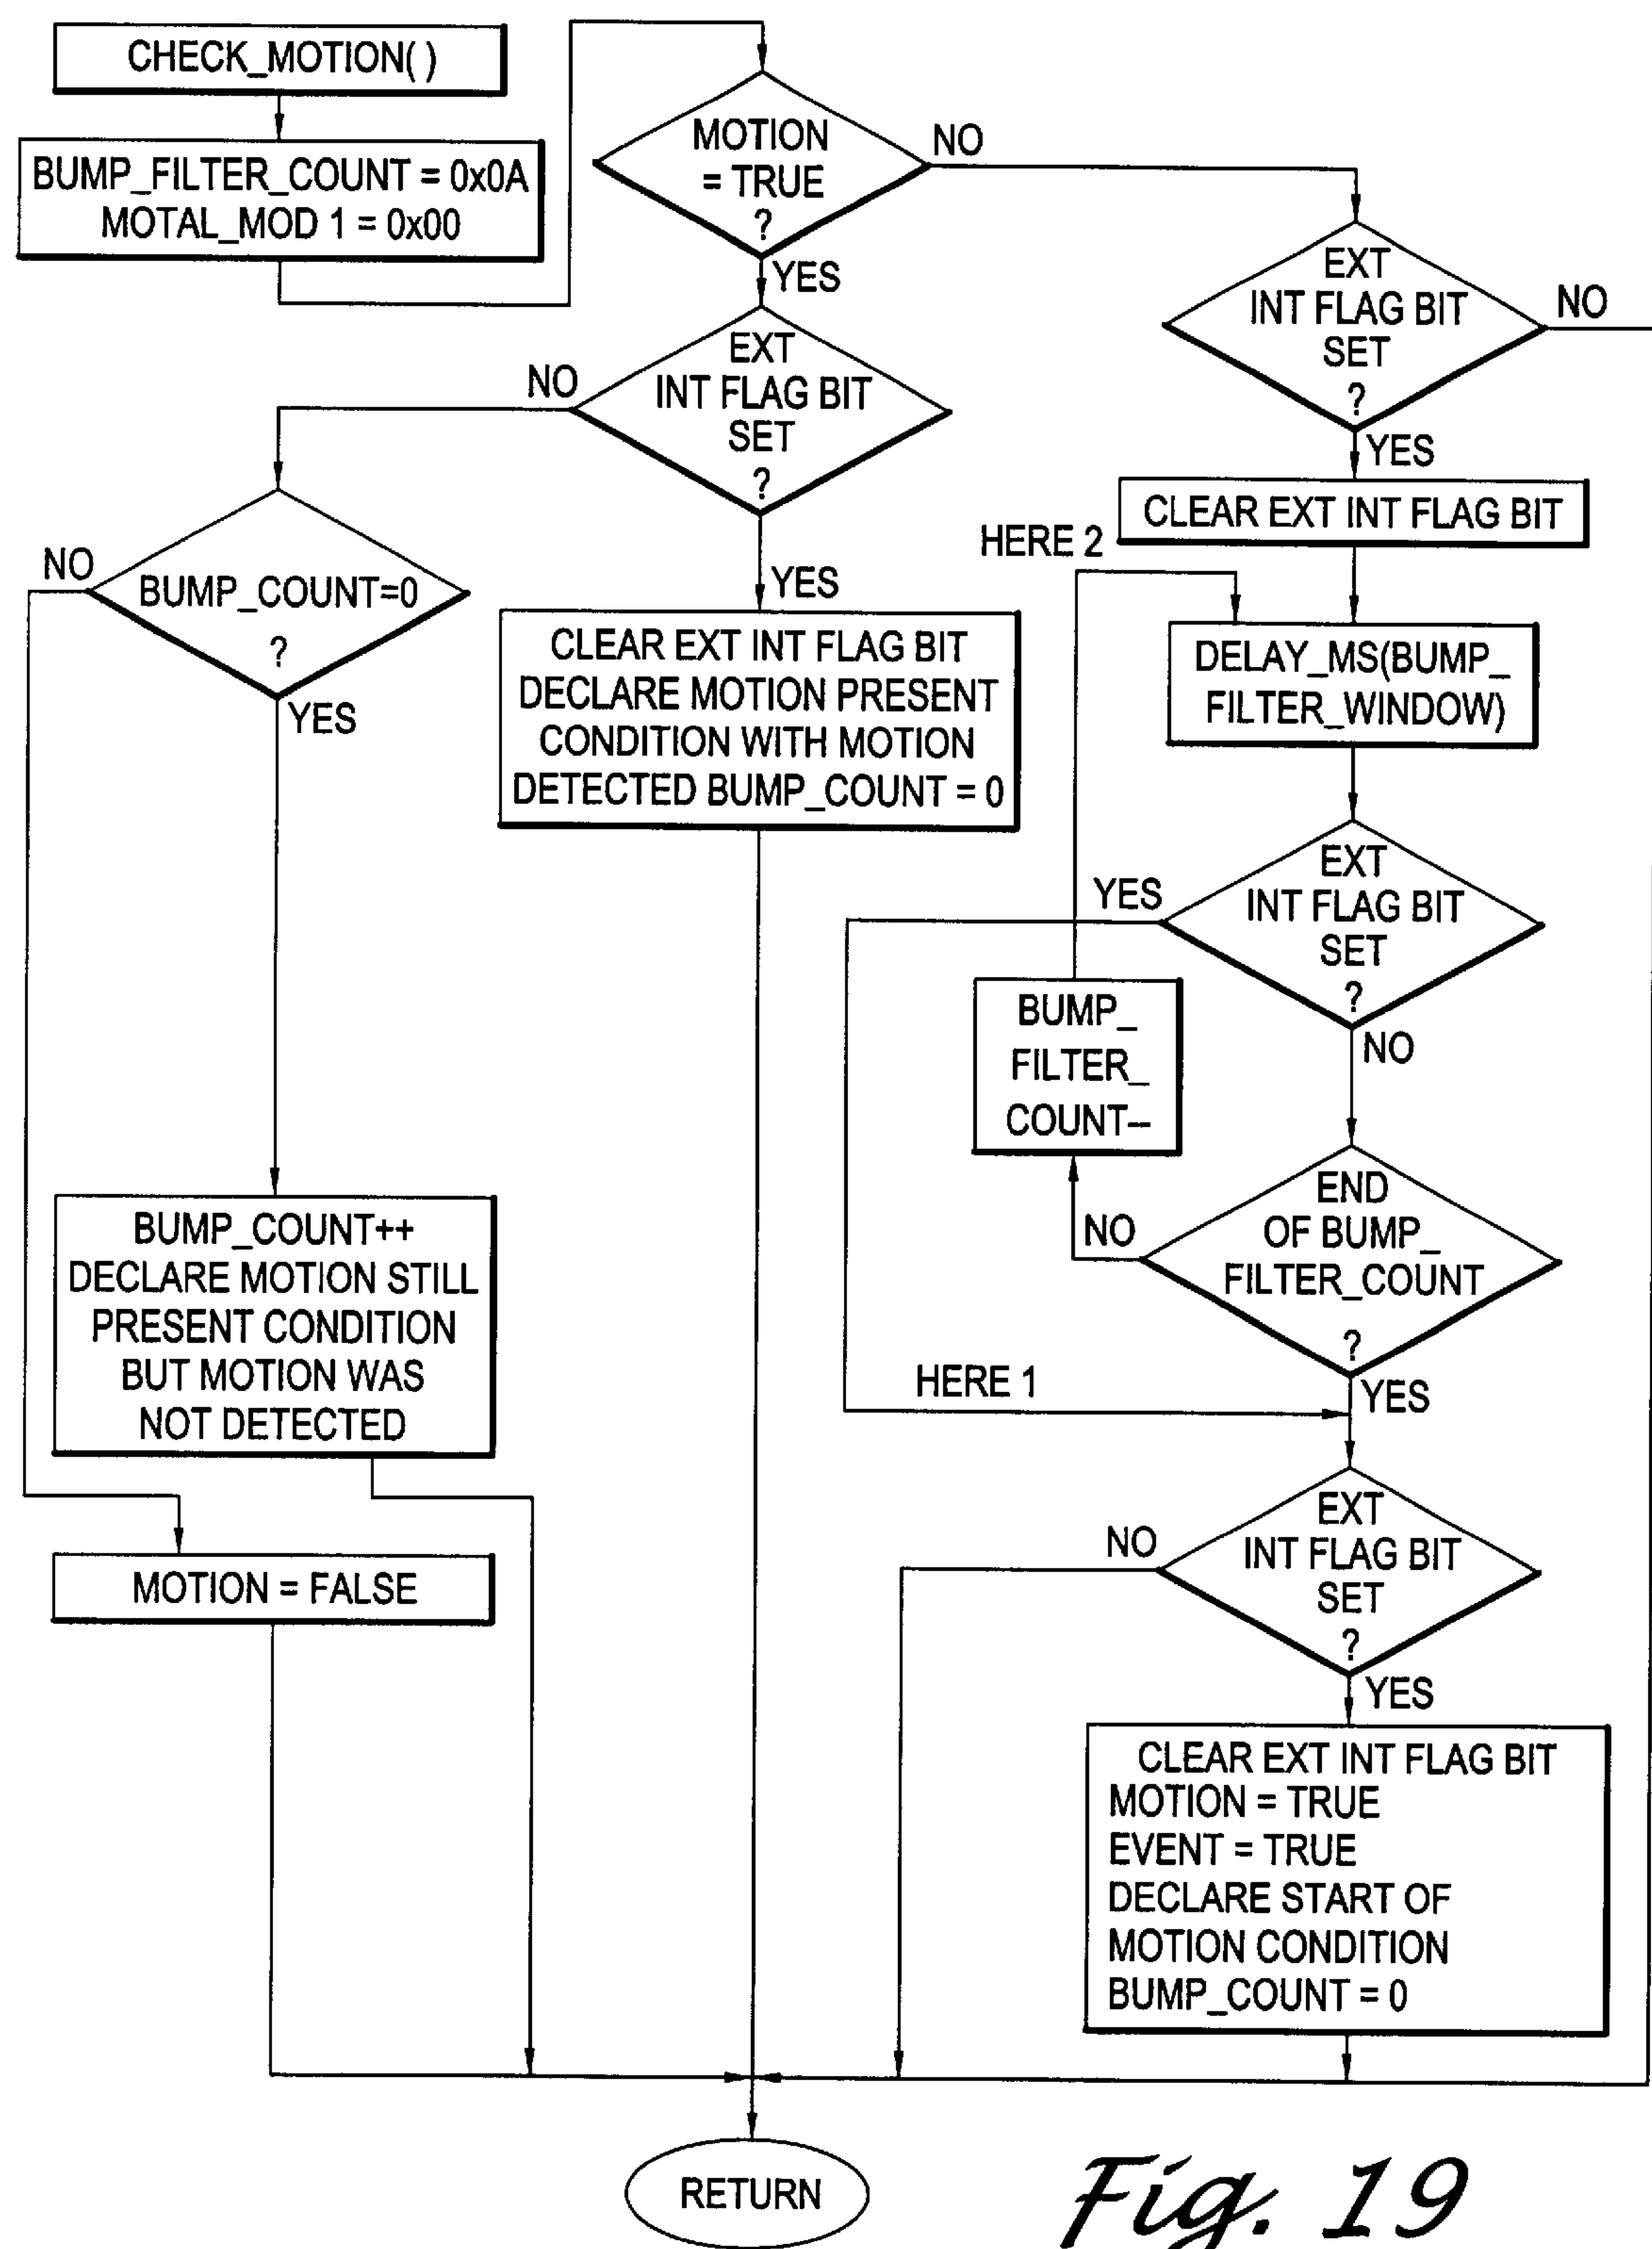 CHECK_MOTION( )
BUMP_FILTER_COUNT = 0x0A
MOTAL_MOD 1 = 0x00
MOTION
= TRUE
?
NO
YES
EXT
INT FLAG BIT
SET
?
NO
YES
EXT
INT FLAG BIT
SET
?
NO
YES
BUMP_COUNT=0
?
NO
YES
CLEAR EXT INT FLAG BIT
DECLARE MOTION PRESENT
CONDITION WITH MOTION
DETECTED BUMP_COUNT = 0
CLEAR EXT INT FLAG BIT
HERE 2
DELAY_MS(BUMP_
FILTER_WINDOW)
EXT
INT FLAG BIT
SET
?
YES
NO
BUMP_
FILTER_
COUNT--
END
OF BUMP_
FILTER_COUNT
?
NO
YES
HERE 1
BUMP_COUNT++
DECLARE MOTION STILL
PRESENT CONDITION
BUT MOTION WAS
NOT DETECTED
MOTION = FALSE
EXT
INT FLAG BIT
SET
?
NO
YES
CLEAR EXT INT FLAG BIT
MOTION = TRUE
EVENT = TRUE
DECLARE START OF
MOTION CONDITION
BUMP_COUNT = 0
RETURN
Fig. 19